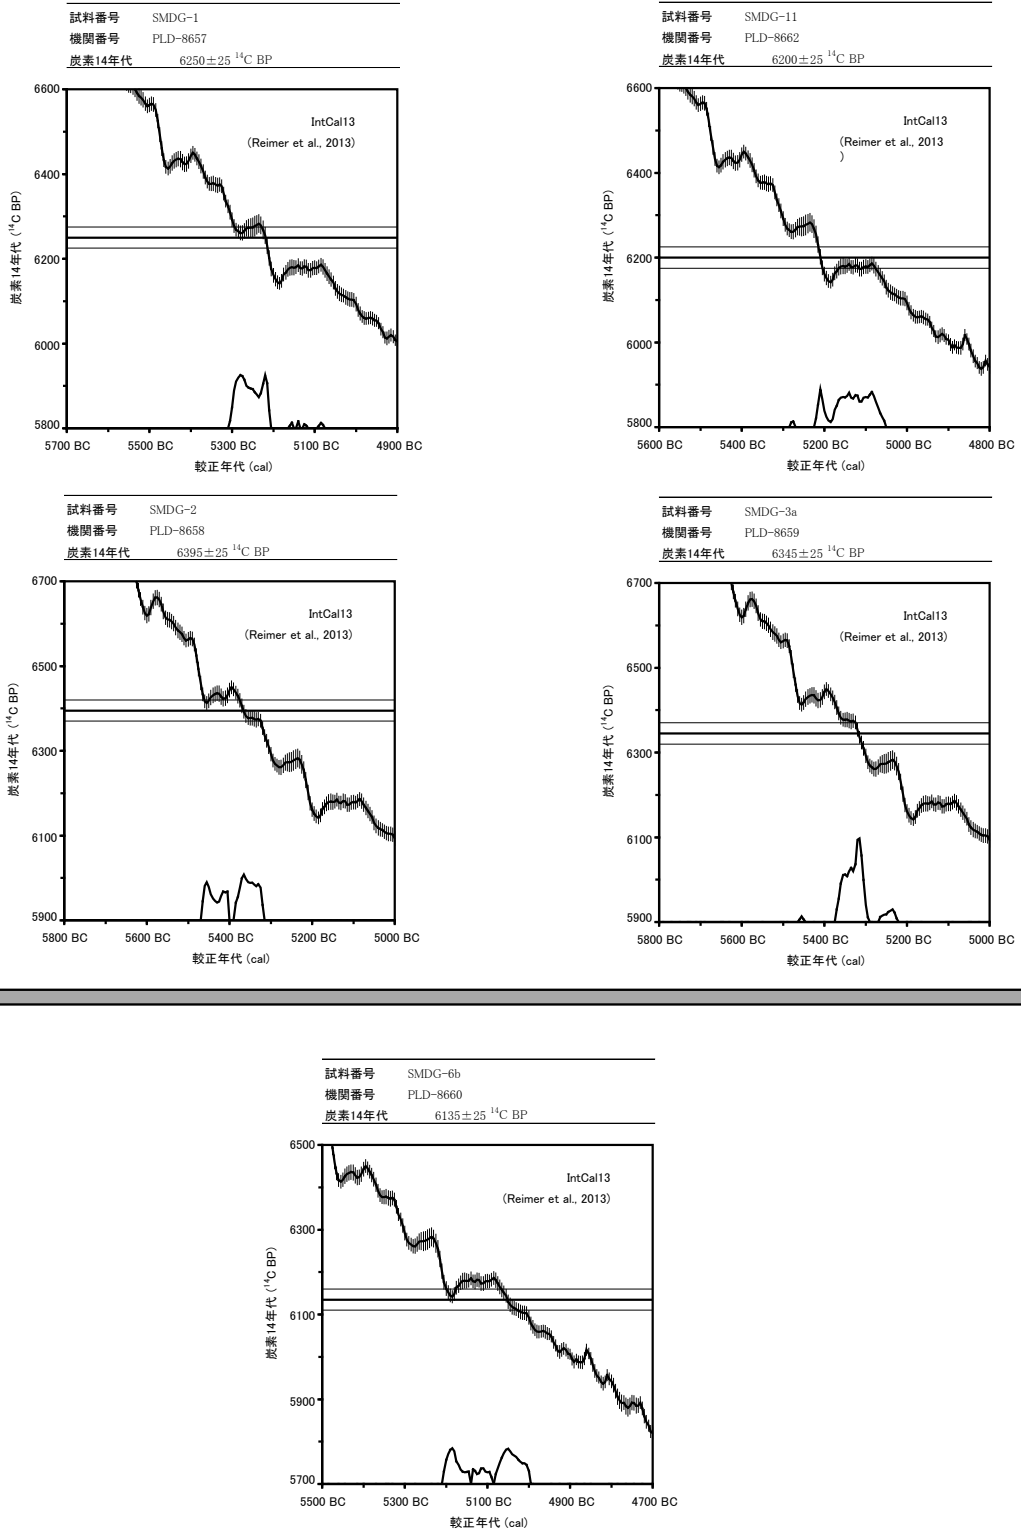 試料番号 SMDG-1
機関番号 PLD-8657
炭素14年代 6250±25 ¹⁴C BP
6600
6400
6200
6000
5800
炭素14年代 (¹⁴C BP)
IntCal13
(Reimer et al., 2013)
5700 BC 5500 BC 5300 BC 5100 BC 4900 BC
較正年代 (cal)
試料番号 SMDG-11
機関番号 PLD-8662
炭素14年代 6200±25 ¹⁴C BP
6600
6400
6200
6000
5800
炭素14年代 (¹⁴C BP)
IntCal13
(Reimer et al., 2013
)
5600 BC 5400 BC 5200 BC 5000 BC 4800 BC
較正年代 (cal)
試料番号 SMDG-2
機関番号 PLD-8658
炭素14年代 6395±25 ¹⁴C BP
6700
6500
6300
6100
5900
炭素14年代 (¹⁴C BP)
IntCal13
(Reimer et al., 2013)
5800 BC 5600 BC 5400 BC 5200 BC 5000 BC
較正年代 (cal)
試料番号 SMDG-3a
機関番号 PLD-8659
炭素14年代 6345±25 ¹⁴C BP
6700
6500
6300
6100
5900
炭素14年代 (¹⁴C BP)
IntCal13
(Reimer et al., 2013)
5800 BC 5600 BC 5400 BC 5200 BC 5000 BC
較正年代 (cal)
試料番号 SMDG-6b
機関番号 PLD-8660
炭素14年代 6135±25 ¹⁴C BP
6500
6300
6100
5900
5700
炭素14年代 (¹⁴C BP)
IntCal13
(Reimer et al., 2013)
5500 BC 5300 BC 5100 BC 4900 BC 4700 BC
較正年代 (cal)